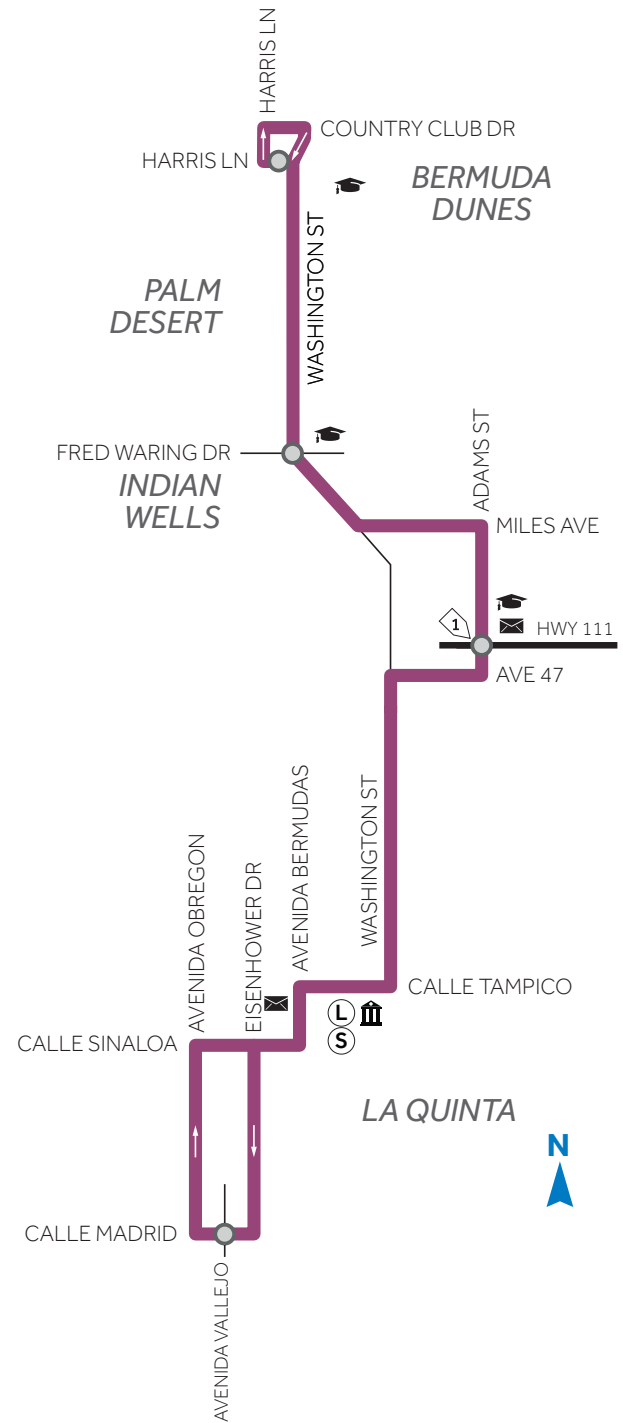 HARRIS LN
COUNTRY CLUB DR
HARRIS LN
BERMUDA
DUNES
WASHINGTON ST
PALM
DESERT
FRED WARING DR
INDIAN
WELLS
ADAMS ST
MILES AVE
1
HWY 111
AVE 47
WASHINGTON ST
AVENIDA BERMUDAS
AVENIDA OBREGON
EISENHOWER DR
CALLE TAMPICO
L
S
CALLE SINALOA
LA QUINTA
N
CALLE MADRID
AVENIDA VALLEJO